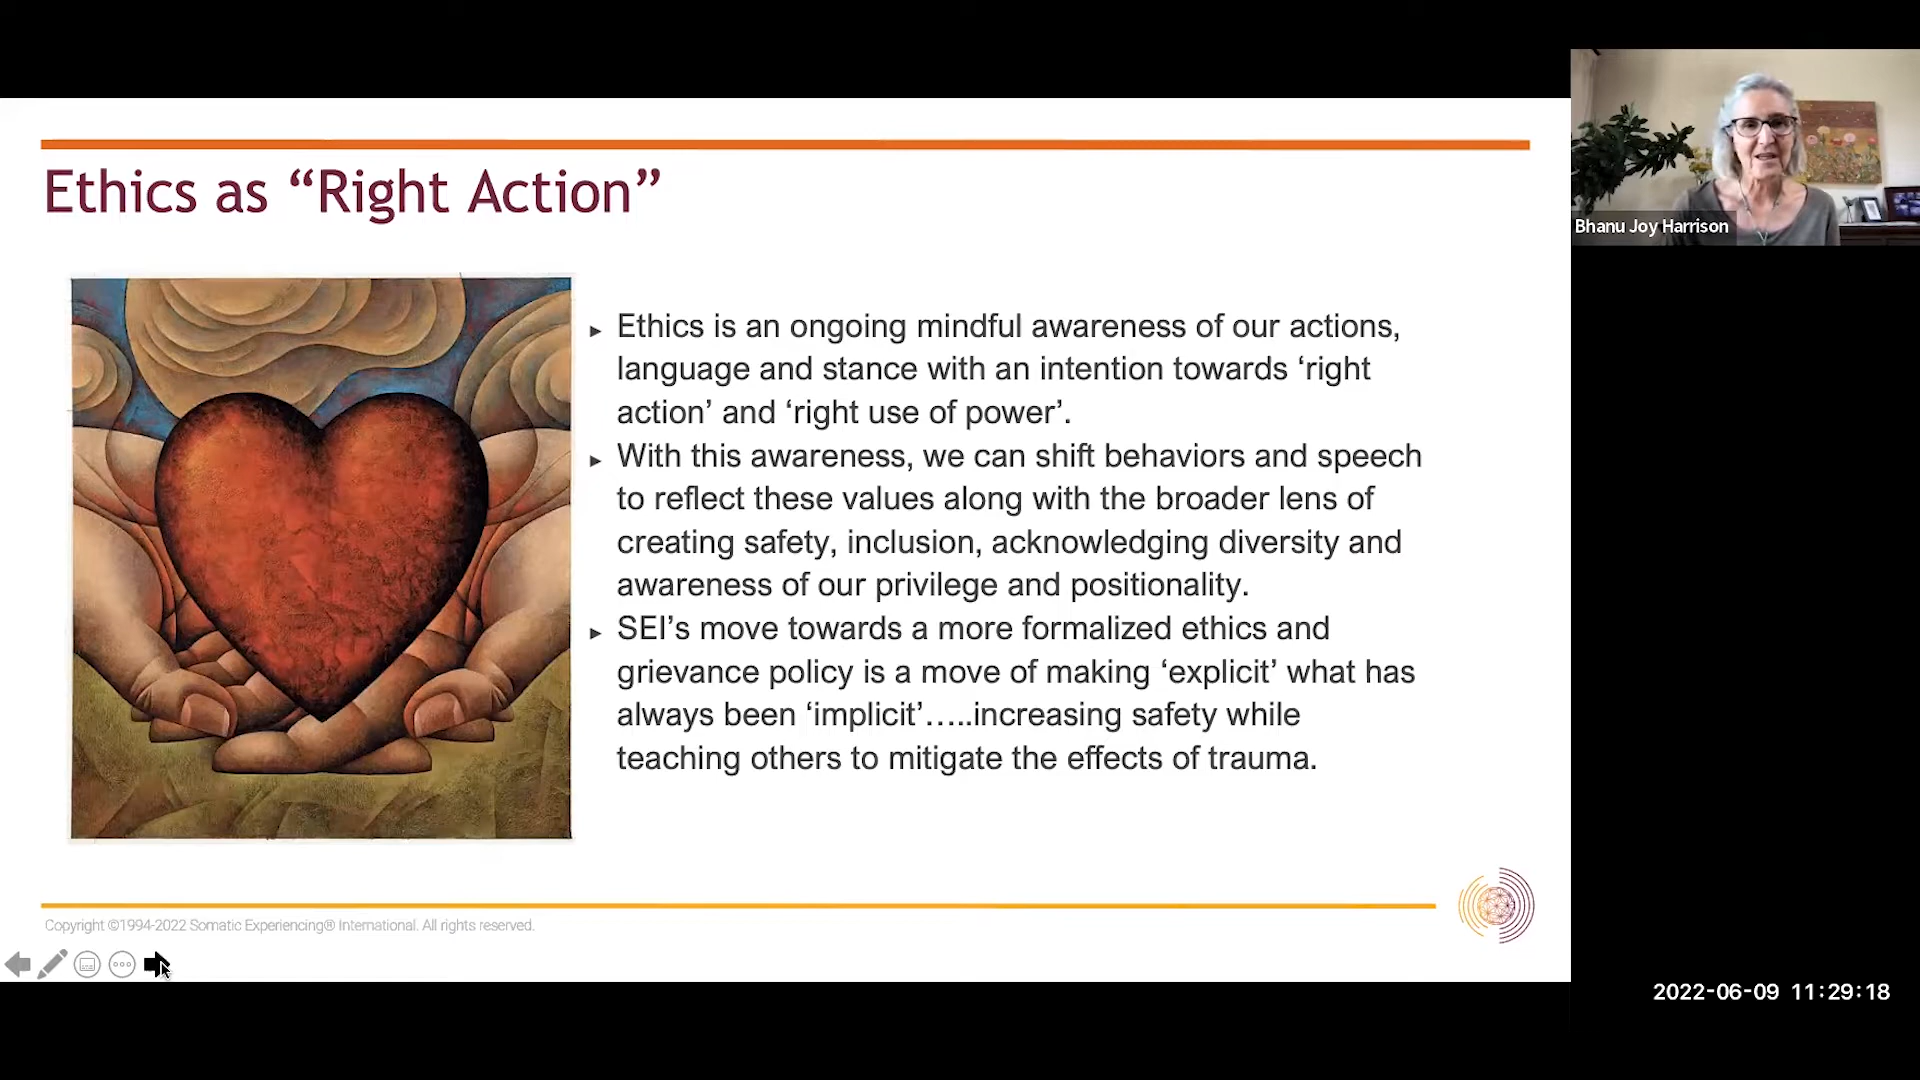 Ethics as “Right Action”
▸ Ethics is an ongoing mindful awareness of our actions,
language and stance with an intention towards ‘right
action’ and ‘right use of power’.
▸ With this awareness, we can shift behaviors and speech
to reflect these values along with the broader lens of
creating safety, inclusion, acknowledging diversity and
awareness of our privilege and positionality.
▸ SEI’s move towards a more formalized ethics and
grievance policy is a move of making ‘explicit’ what has
always been ‘implicit’…..increasing safety while
teaching others to mitigate the effects of trauma.
Copyright ©1994-2022 Somatic Experiencing® International. All rights reserved.
Bhanu Joy Harrison
2022-06-09 11:29:18